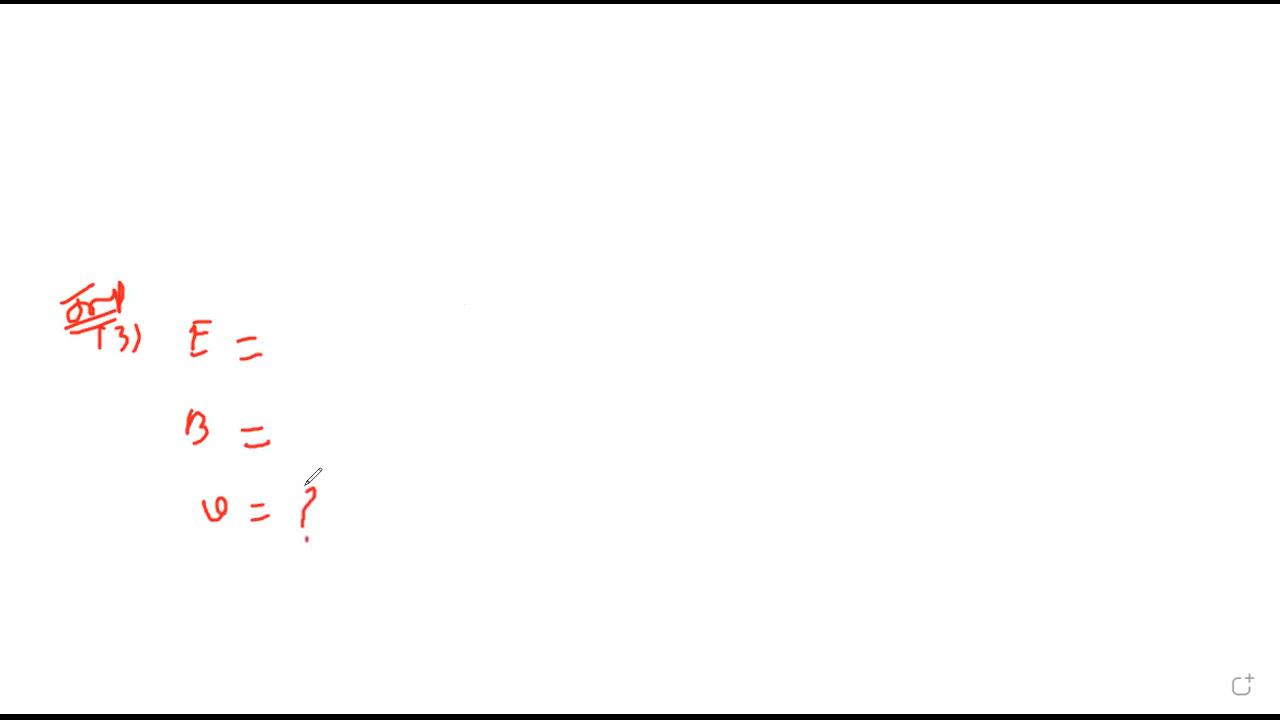 (3) E =
B =
v = ?